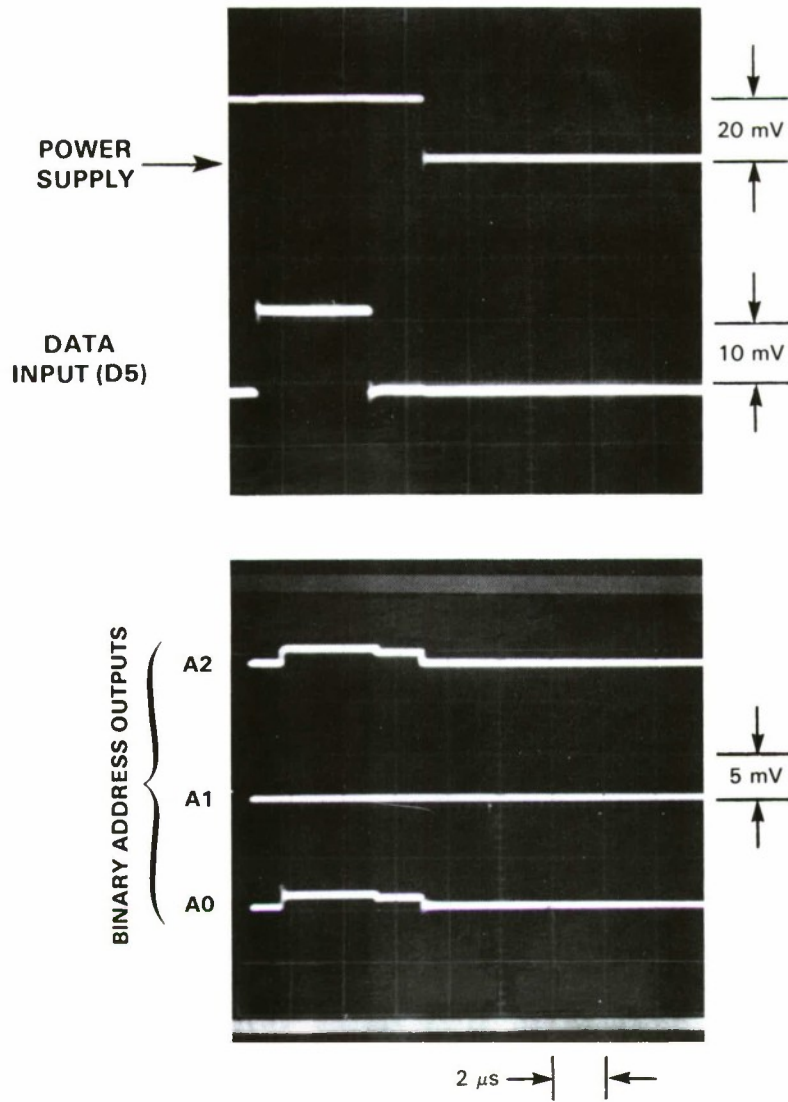 POWER
SUPPLY
20 mV
DATA
INPUT (D5)
10 mV
BINARY ADDRESS OUTPUTS
A2
A1
5 mV
A0
2 μs